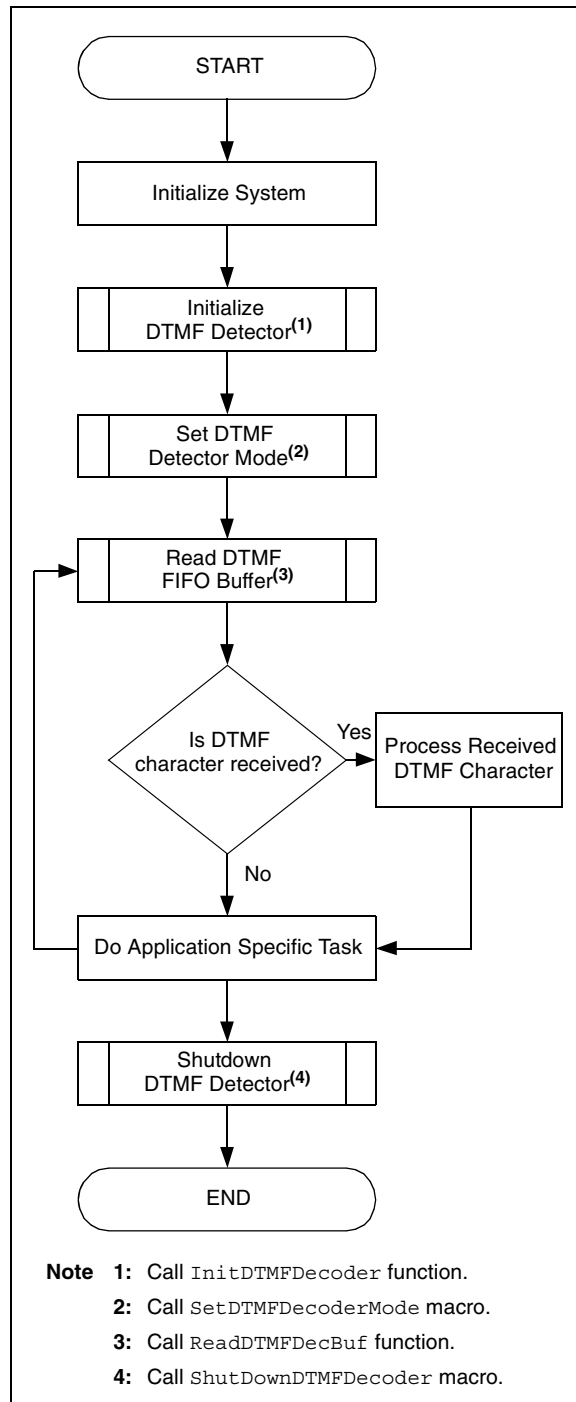 START
Initialize System
Initialize
DTMF Detector(1)
Set DTMF
Detector Mode(2)
Read DTMF
FIFO Buffer(3)
Is DTMF
character received?
Yes
Process Received
DTMF Character
No
Do Application Specific Task
Shutdown
DTMF Detector(4)
END
Note 1: Call InitDTMFDecoder function.
2: Call SetDTMFDecoderMode macro.
3: Call ReadDTMFDecBuf function.
4: Call ShutDownDTMFDecoder macro.